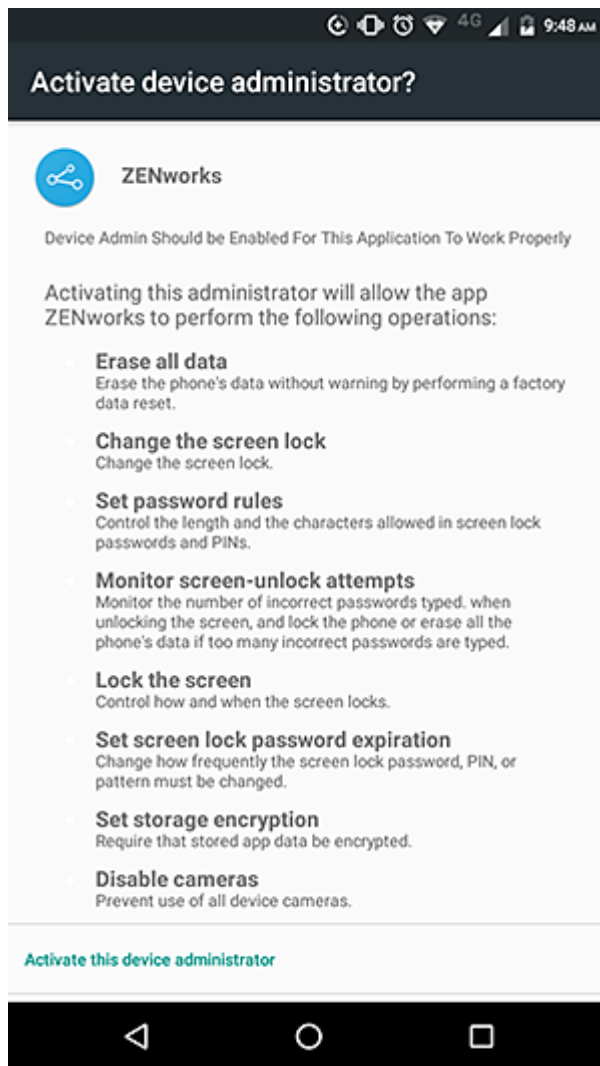 4G 9:48 AM
Activate device administrator?
ZENworks
Device Admin Should be Enabled For This Application To Work Properly
Activating this administrator will allow the app
ZENworks to perform the following operations:
Erase all data
Erase the phone's data without warning by performing a factory
data reset.
Change the screen lock
Change the screen lock.
Set password rules
Control the length and the characters allowed in screen lock
passwords and PINs.
Monitor screen-unlock attempts
Monitor the number of incorrect passwords typed. when
unlocking the screen, and lock the phone or erase all the
phone's data if too many incorrect passwords are typed.
Lock the screen
Control how and when the screen locks.
Set screen lock password expiration
Change how frequently the screen lock password, PIN, or
pattern must be changed.
Set storage encryption
Require that stored app data be encrypted.
Disable cameras
Prevent use of all device cameras.
Activate this device administrator